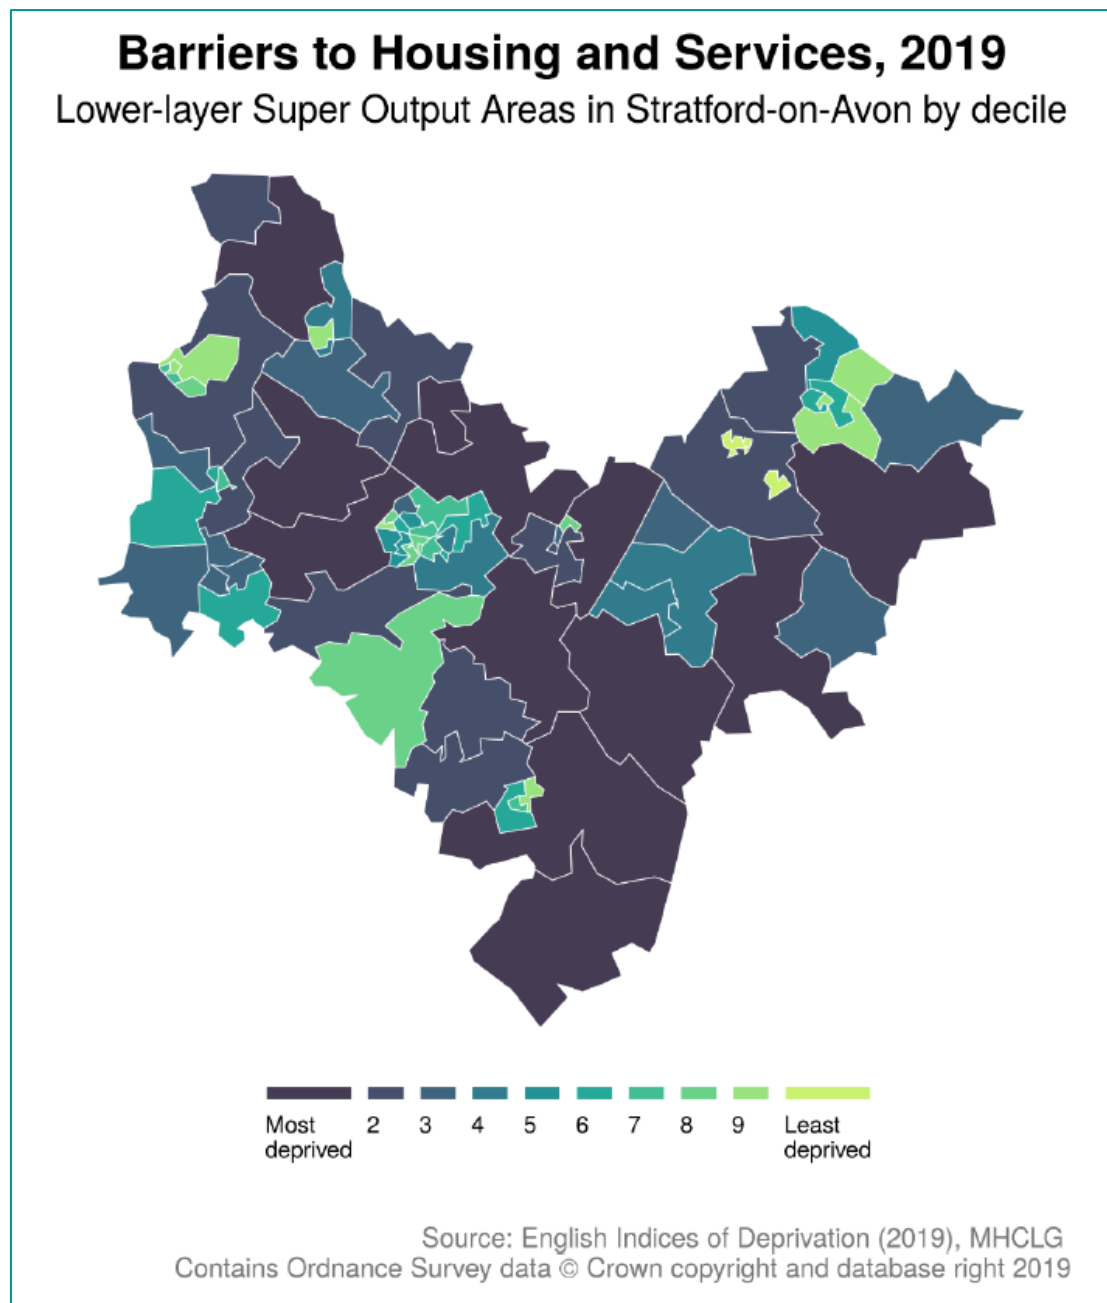 Barriers to Housing and Services, 2019
Lower-layer Super Output Areas in Stratford-on-Avon by decile
Most deprived 2 3 4 5 6 7 8 9 Least deprived
Source: English Indices of Deprivation (2019), MHCLG
Contains Ordnance Survey data © Crown copyright and database right 2019